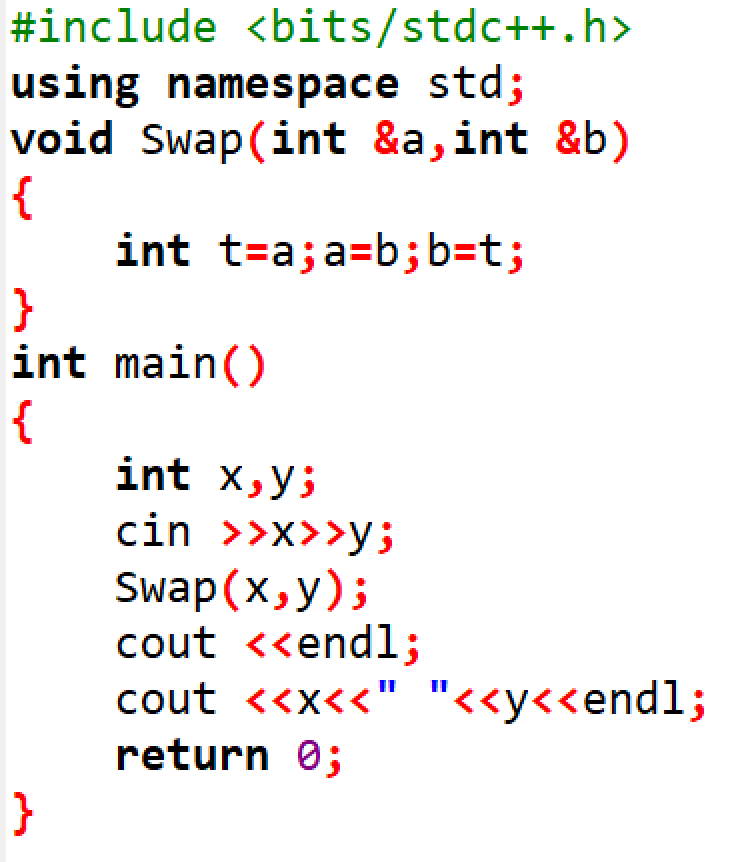 #include <bits/stdc++.h>
using namespace std;
void Swap(int &a,int &b)
{
    int t=a;a=b;b=t;
}
int main()
{
    int x,y;
    cin >>x>>y;
    Swap(x,y);
    cout <<endl;
    cout <<x<<" "<<y<<endl;
    return 0;
}